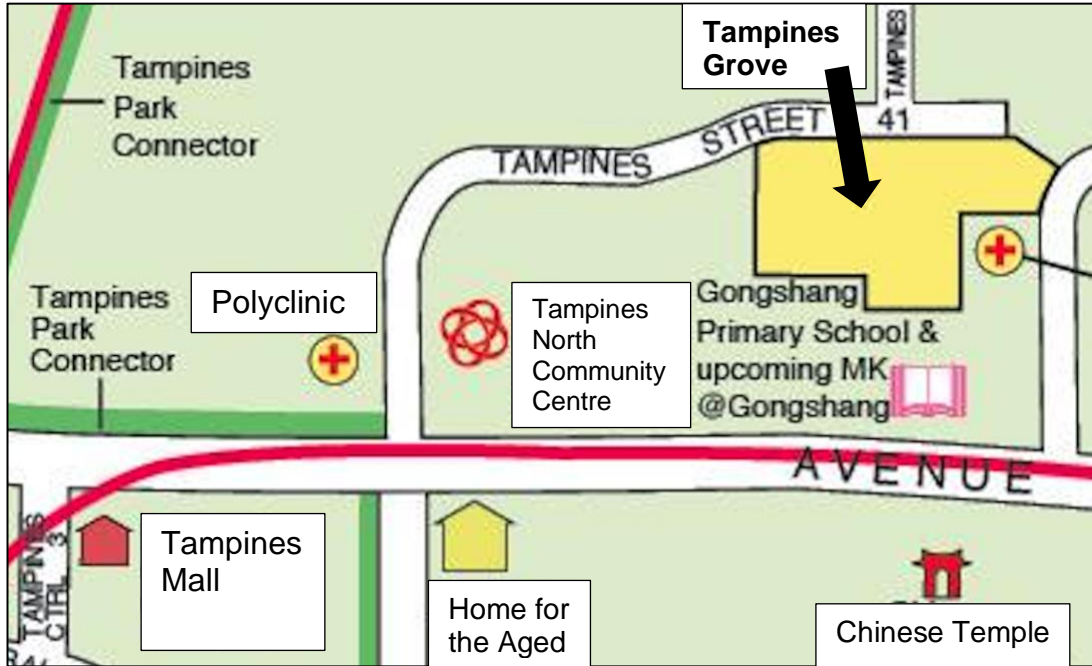 Tampines
Grove
TAMPINES
Tampines
Park
Connector
TAMPINES STREET 41
Tampines
Park
Connector
Polyclinic
Tampines
North
Community
Centre
Gongshang
Primary School &
upcoming MK
@Gongshang
AVENUE
TAMPINES
CTRL 3
Tampines
Mall
Home for
the Aged
Chinese Temple